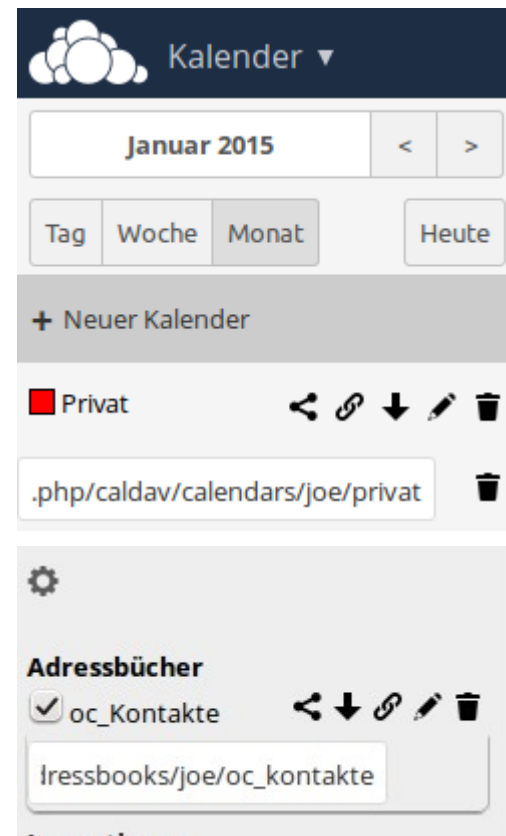 Kalender ▼
Januar 2015 < >
Tag Woche Monat Heute
+ Neuer Kalender
Privat
.php/caldav/calendars/joe/privat
Adressbücher
oc_Kontakte
dressbooks/joe/oc_kontakte